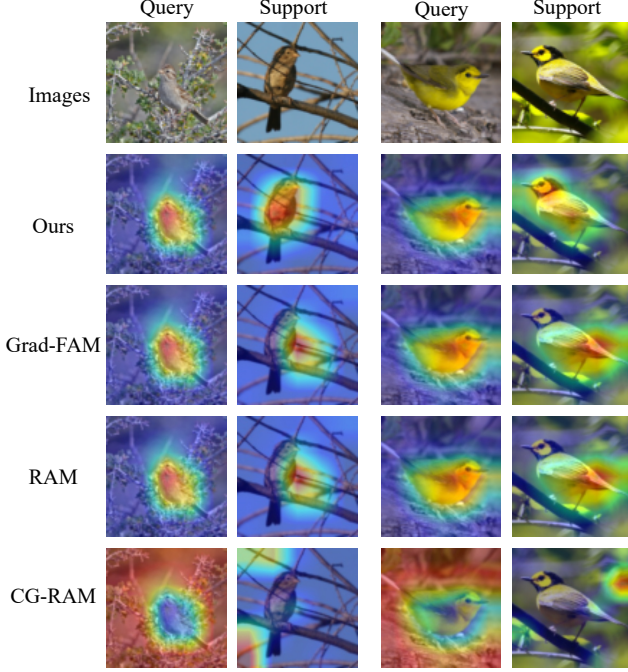 Query Support Query Support
Images
Ours
Grad-FAM
RAM
CG-RAM